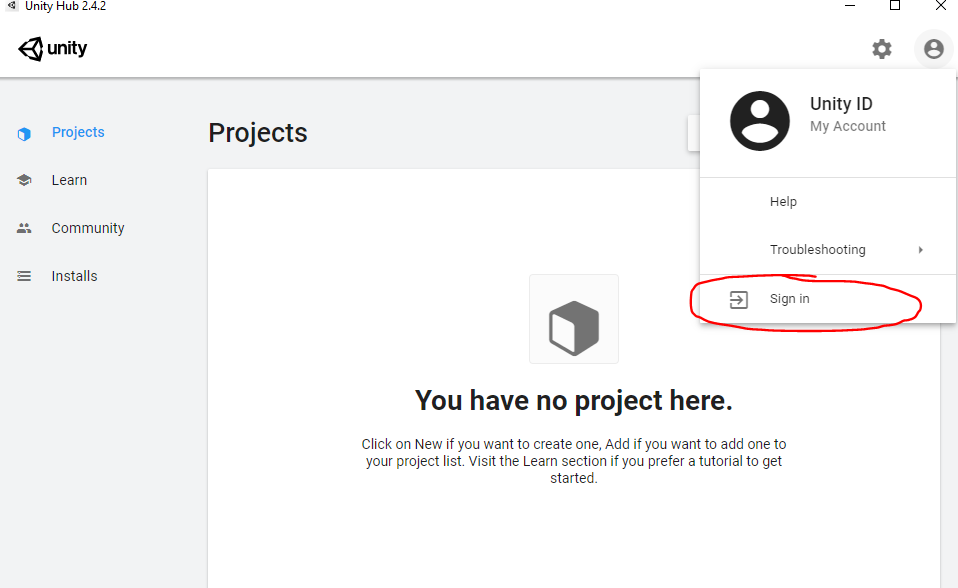 Unity Hub 2.4.2
unity
Unity ID
My Account
Help
Troubleshooting
Sign in
Projects
Learn
Community
Installs
Projects
You have no project here.
Click on New if you want to create one, Add if you want to add one to
your project list. Visit the Learn section if you prefer a tutorial to get
started.